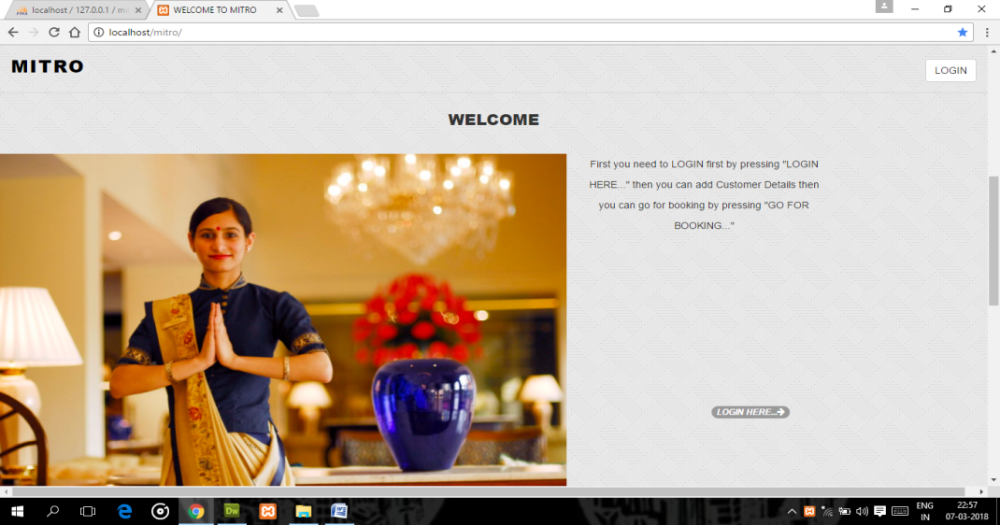 localhost / 127.0.0.1 / m
WELCOME TO MITRO
localhost/mitro/
MITRO
LOGIN
WELCOME
First you need to LOGIN first by pressing "LOGIN
HERE..." then you can add Customer Details then
you can go for booking by pressing "GO FOR
BOOKING..."
LOGIN HERE...
Dw
ENG
IN
22:57
07-03-2018